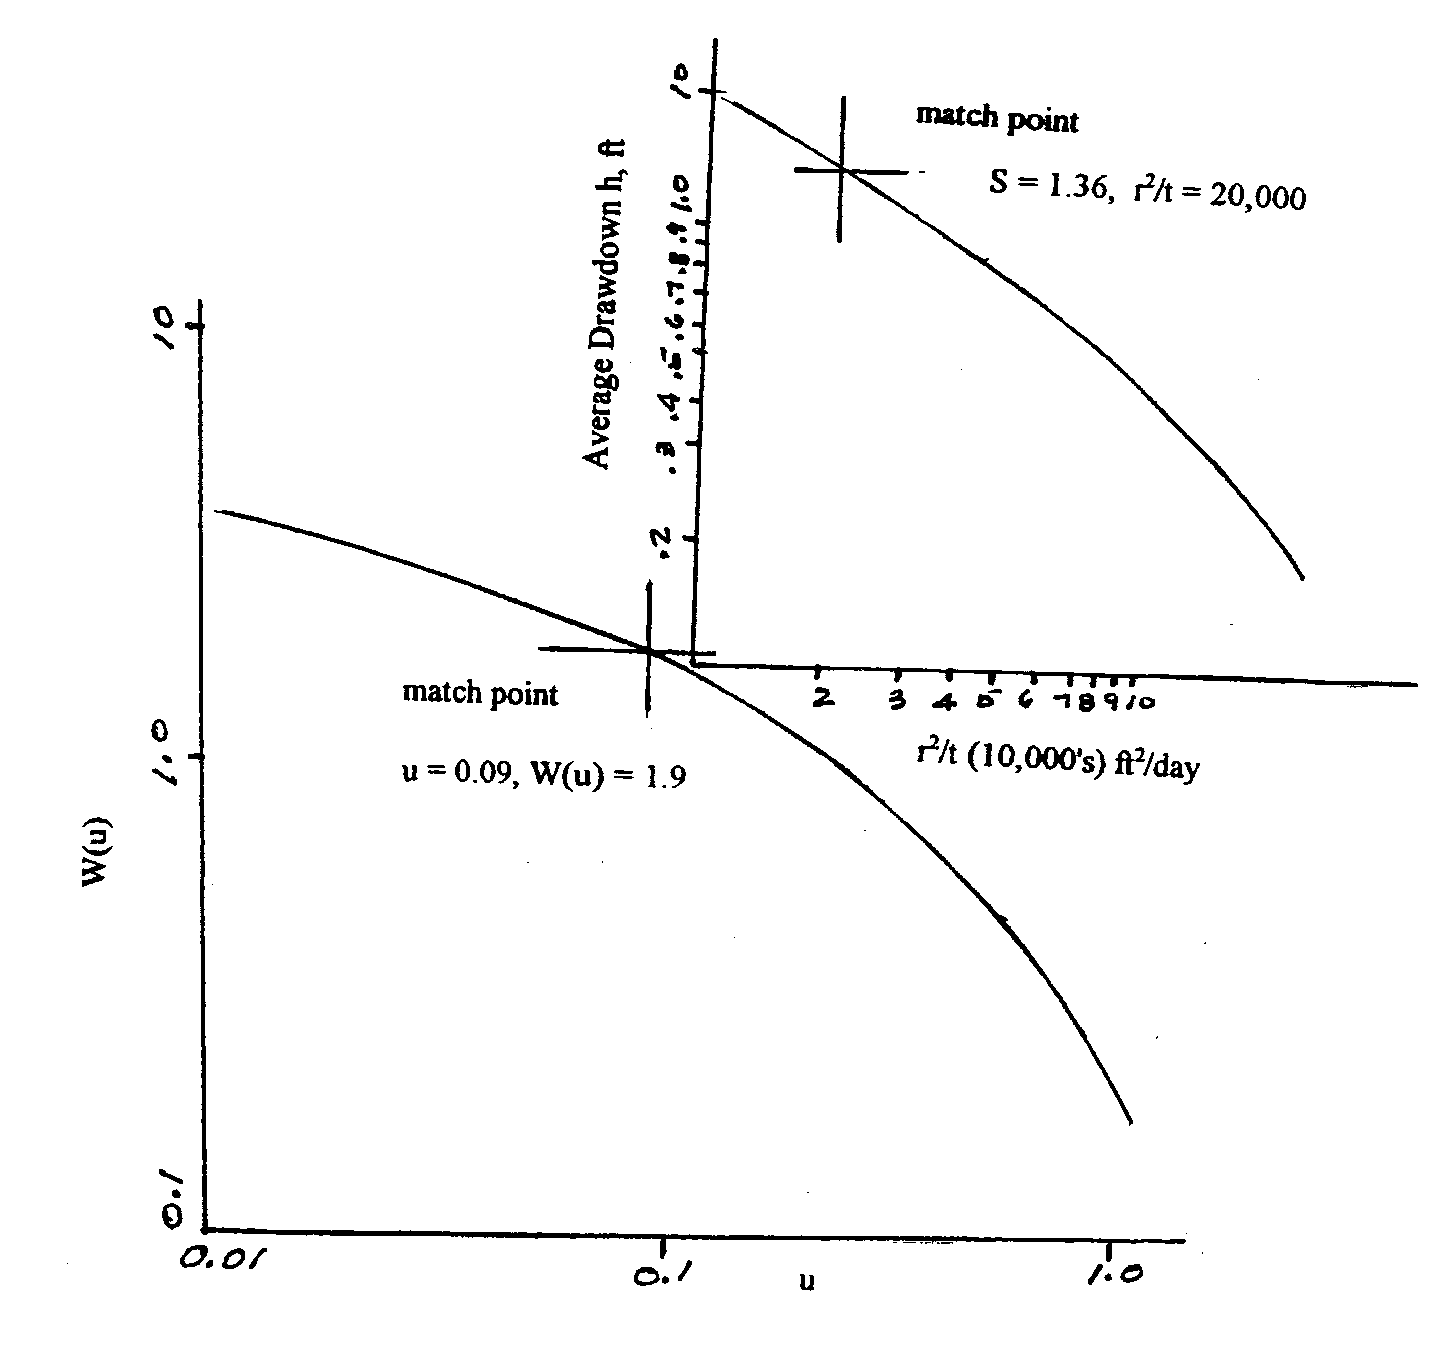 10
match point
S = 1.36, r²/t = 20,000
Average Drawdown h, ft
1.0
.9
.8
.7
.6
.5
.4
.3
.2
2 3 4 5 6 7 8 9 10
r²/t (10,000's) ft²/day
10
match point
u = 0.09, W(u) = 1.9
1.0
W(u)
0.1
0.01 0.1 1.0
u